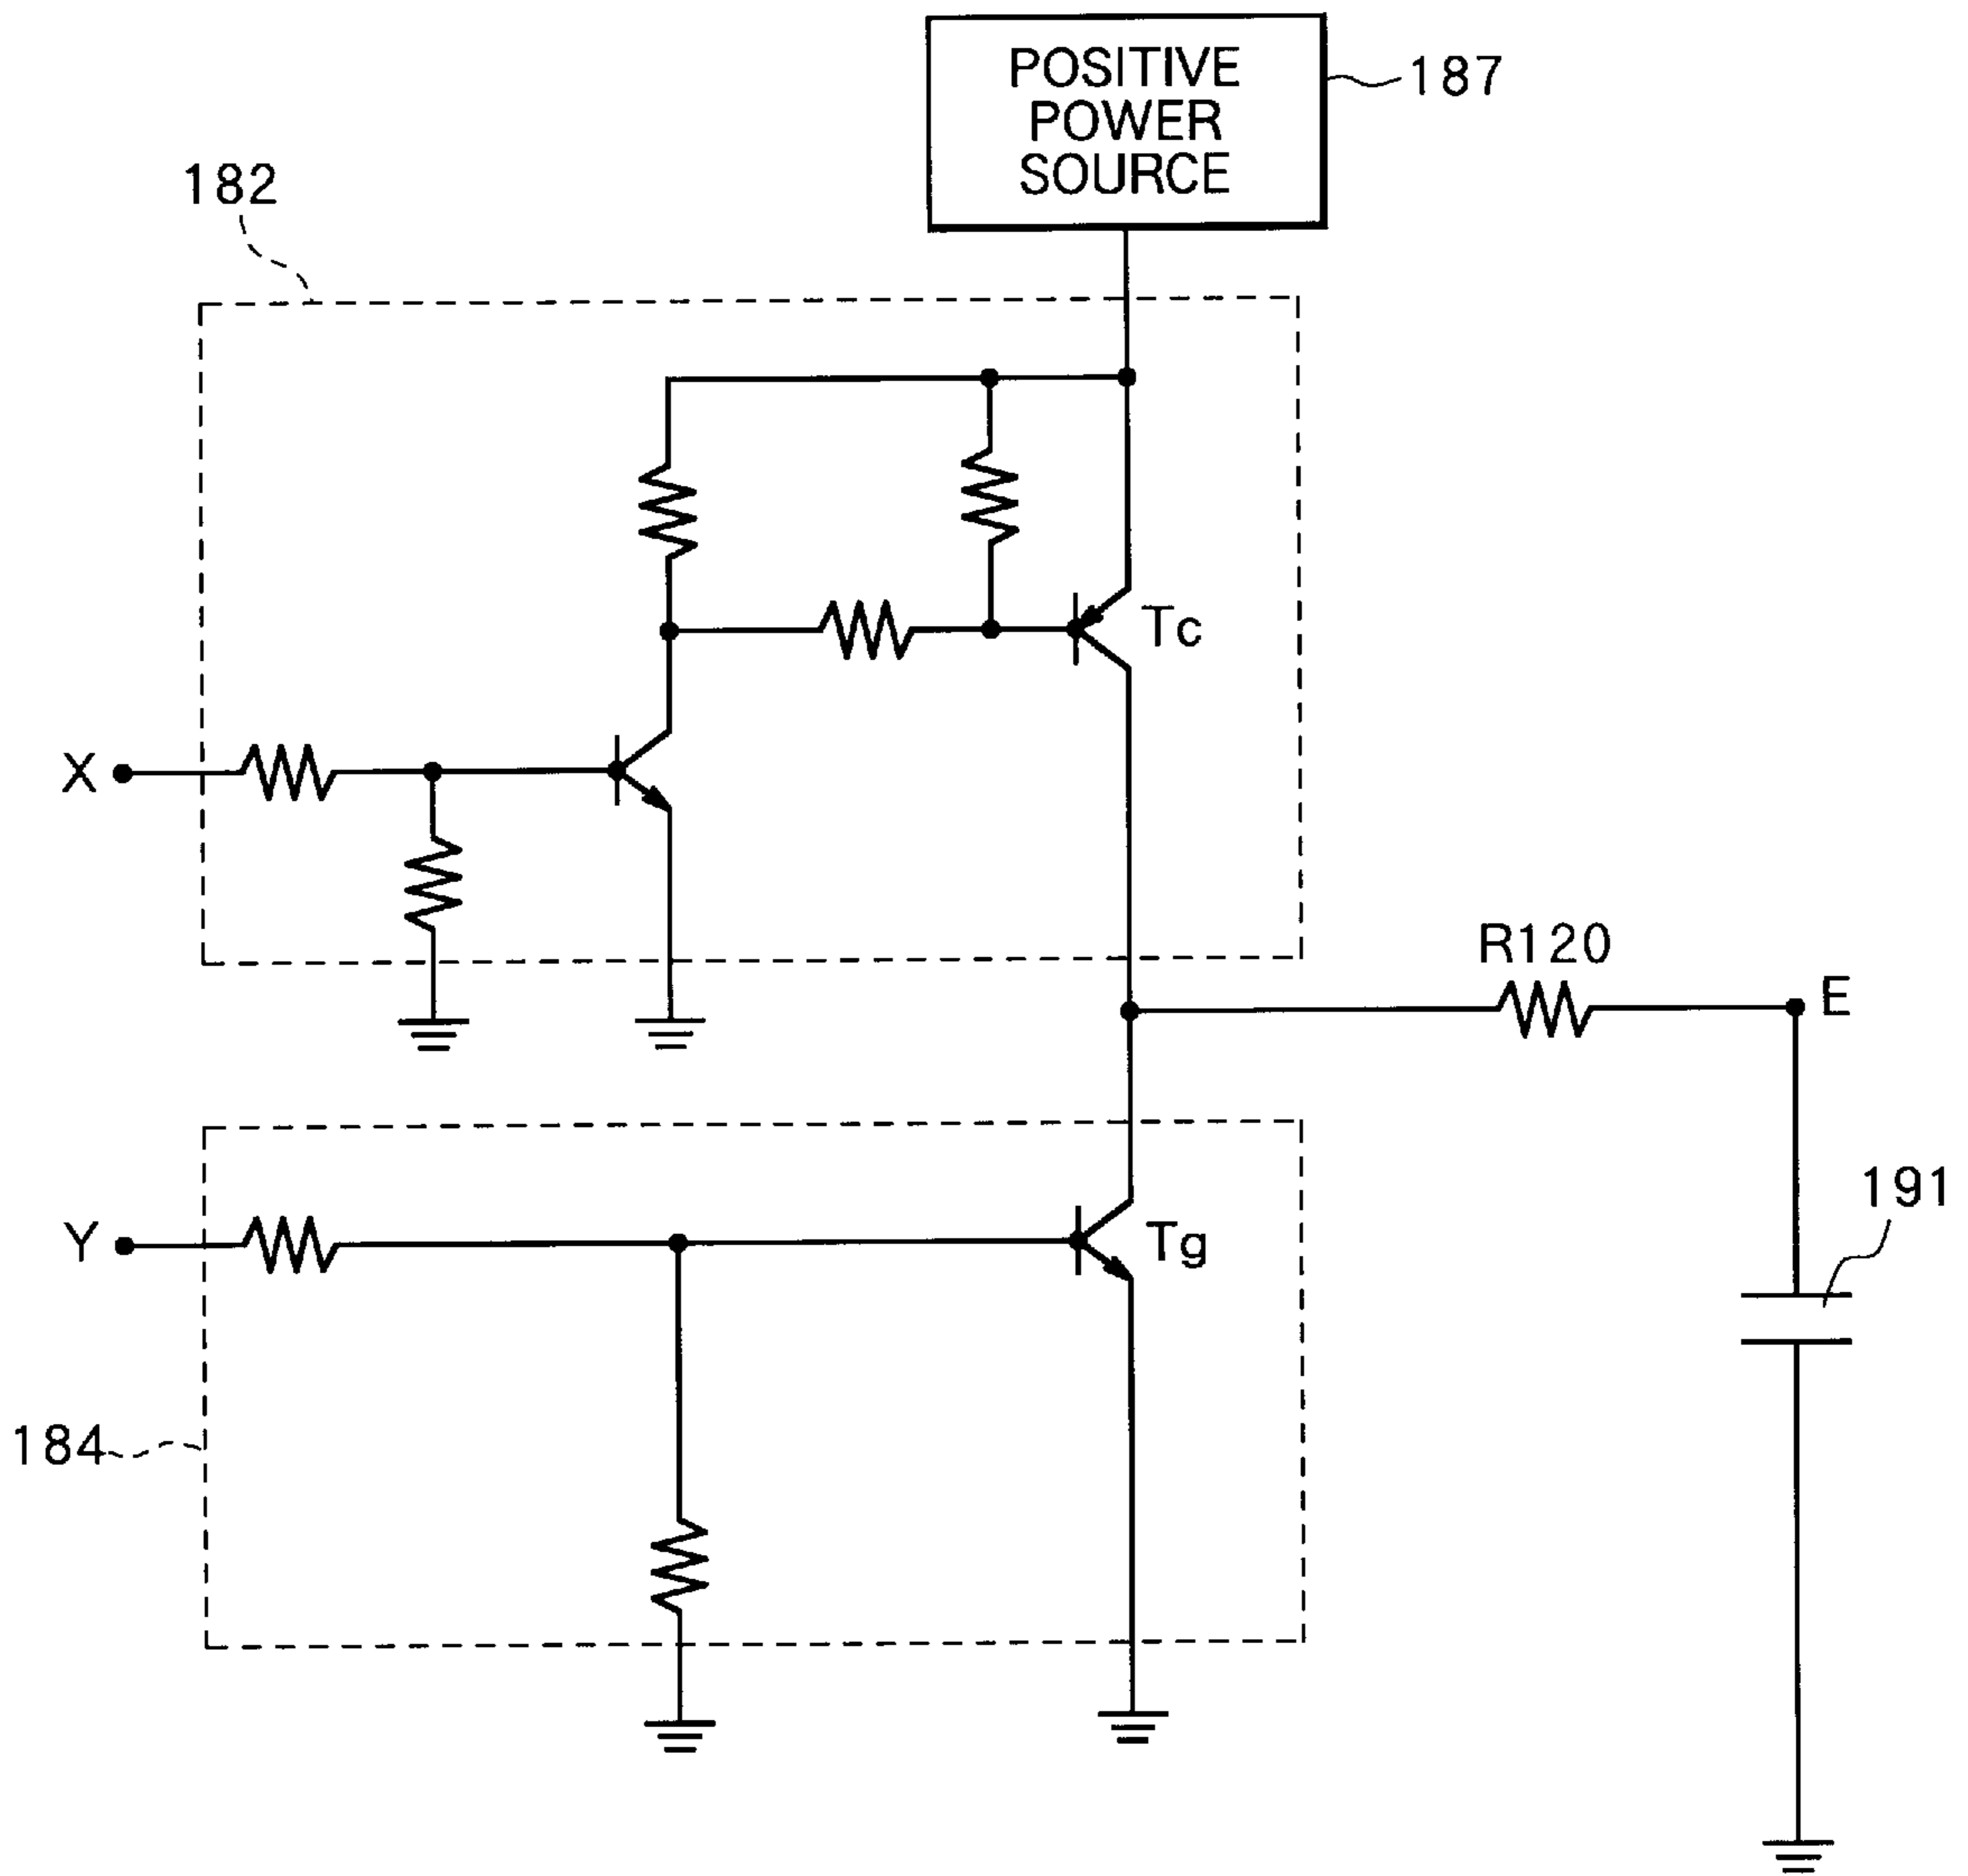 POSITIVE
POWER
SOURCE
187
182
Tc
X
R120
E
191
Y
Tg
184